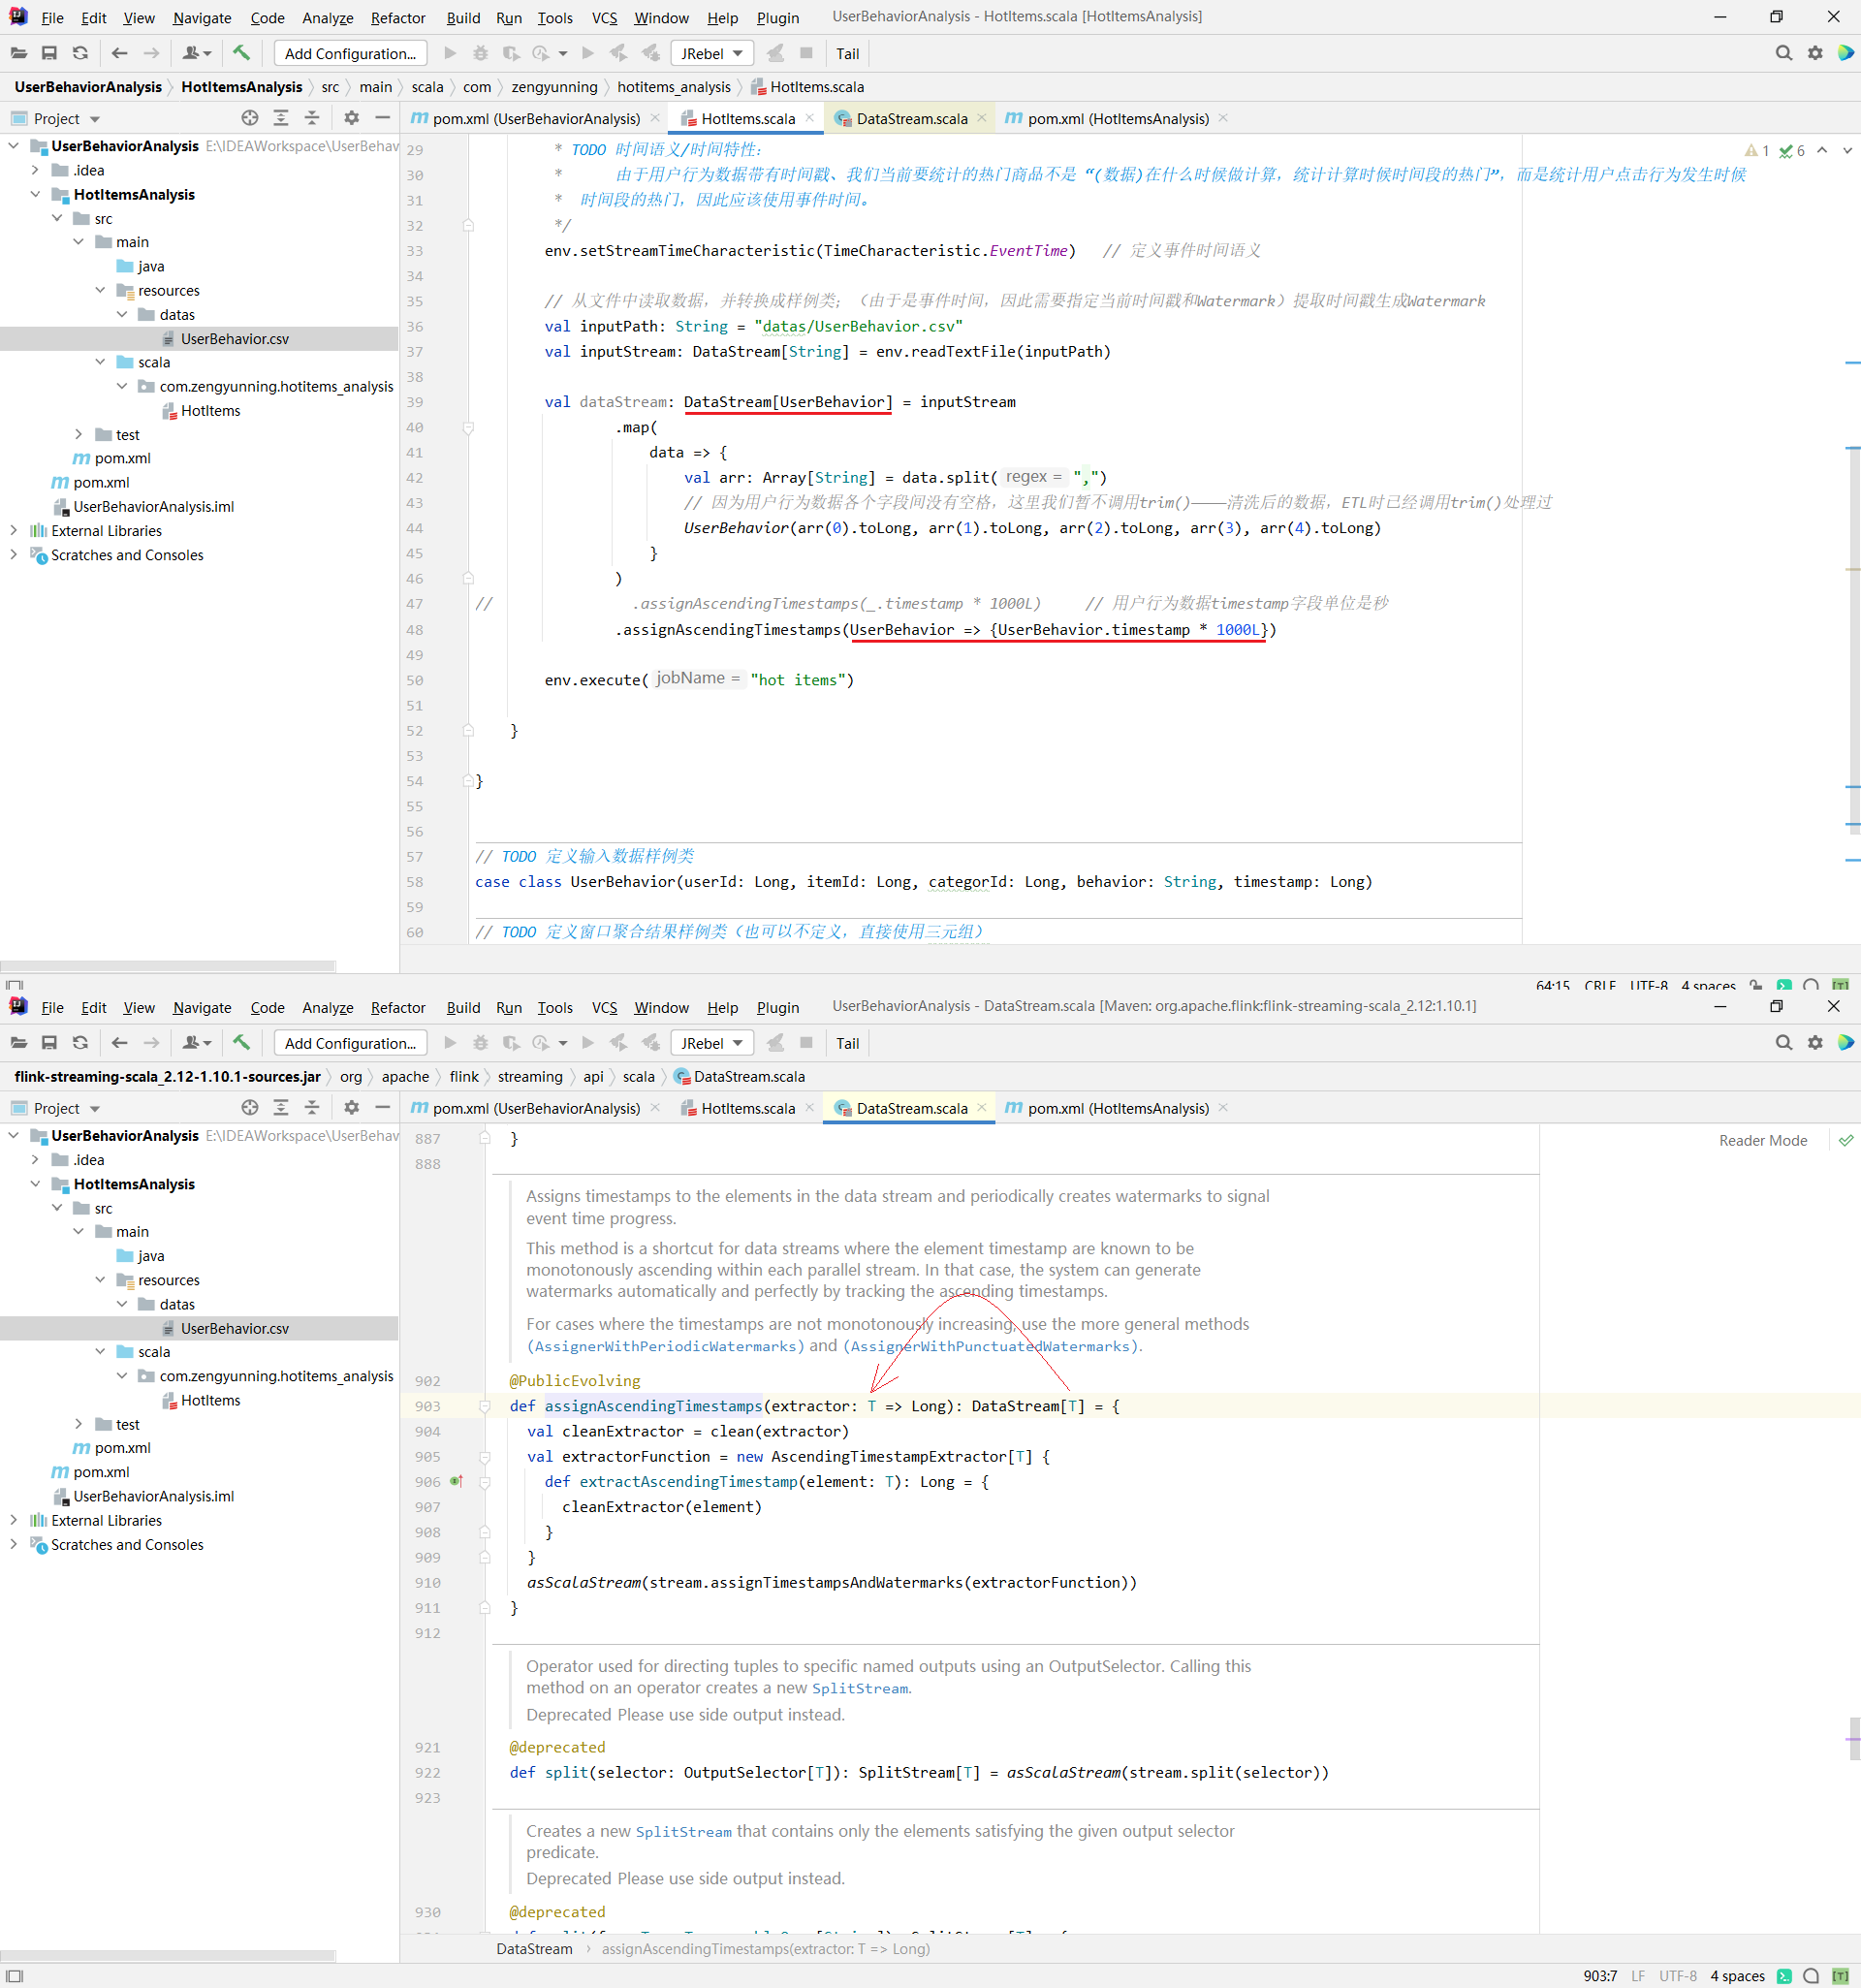 File Edit View Navigate Code Analyze Refactor Build Run Tools VCS Window Help Plugin UserBehaviorAnalysis - HotItems.scala [HotItemsAnalysis]
Add Configuration... JRebel Tail
UserBehaviorAnalysis HotItemsAnalysis src main scala com zengyunning hotitems_analysis HotItems.scala
Project
pom.xml (UserBehaviorAnalysis) HotItems.scala DataStream.scala pom.xml (HotItemsAnalysis)
UserBehaviorAnalysis E:\IDEAWorkspace\UserBehav
.idea
HotItemsAnalysis
src
main
java
resources
datas
UserBehavior.csv
scala
com.zengyunning.hotitems_analysis
HotItems
test
pom.xml
pom.xml
UserBehaviorAnalysis.iml
External Libraries
Scratches and Consoles
1 6
29 * TODO 时间语义/时间特性：
30 * 由于用户行为数据带有时间戳、我们当前要统计的热门商品不是“(数据)在什么时候做计算，统计计算时候时间段的热门”，而是统计用户点击行为发生时候
31 * 时间段的热门，因此应该使用事件时间。
32 */
33 env.setStreamTimeCharacteristic(TimeCharacteristic.EventTime) // 定义事件时间语义
34
35 // 从文件中读取数据，并转换成样例类；（由于是事件时间，因此需要指定当前时间戳和Watermark）提取时间戳生成Watermark
36 val inputPath: String = "datas/UserBehavior.csv"
37 val inputStream: DataStream[String] = env.readTextFile(inputPath)
38
39 val dataStream: DataStream[UserBehavior] = inputStream
40 .map(
41 data => {
42 val arr: Array[String] = data.split( regex = ",")
43 // 因为用户行为数据各个字段间没有空格，这里我们暂不调用trim()————清洗后的数据，ETL时已经调用trim()处理过
44 UserBehavior(arr(0).toLong, arr(1).toLong, arr(2).toLong, arr(3), arr(4).toLong)
45 }
46 )
47 // .assignAscendingTimestamps(_.timestamp * 1000L) // 用户行为数据timestamp字段单位是秒
48 .assignAscendingTimestamps(UserBehavior => {UserBehavior.timestamp * 1000L})
49
50 env.execute( jobName = "hot items")
51
52 }
53
54 }
55
56
57 // TODO 定义输入数据样例类
58 case class UserBehavior(userId: Long, itemId: Long, categorId: Long, behavior: String, timestamp: Long)
59
60 // TODO 定义窗口聚合结果样例类（也可以不定义，直接使用三元组）
64:15 CRLF UTF-8 4 spaces [T]
File Edit View Navigate Code Analyze Refactor Build Run Tools VCS Window Help Plugin UserBehaviorAnalysis - DataStream.scala [Maven: org.apache.flink:flink-streaming-scala_2.12:1.10.1]
Add Configuration... JRebel Tail
flink-streaming-scala_2.12-1.10.1-sources.jar org apache flink streaming api scala DataStream.scala
Project
pom.xml (UserBehaviorAnalysis) HotItems.scala DataStream.scala pom.xml (HotItemsAnalysis)
UserBehaviorAnalysis E:\IDEAWorkspace\UserBehav
.idea
HotItemsAnalysis
src
main
java
resources
datas
UserBehavior.csv
scala
com.zengyunning.hotitems_analysis
HotItems
test
pom.xml
pom.xml
UserBehaviorAnalysis.iml
External Libraries
Scratches and Consoles
Reader Mode
887 }
888
Assigns timestamps to the elements in the data stream and periodically creates watermarks to signal
event time progress.
This method is a shortcut for data streams where the element timestamp are known to be
monotonously ascending within each parallel stream. In that case, the system can generate
watermarks automatically and perfectly by tracking the ascending timestamps.
For cases where the timestamps are not monotonously increasing, use the more general methods
(AssignerWithPeriodicWatermarks) and (AssignerWithPunctuatedWatermarks).
902 @PublicEvolving
903 def assignAscendingTimestamps(extractor: T => Long): DataStream[T] = {
904 val cleanExtractor = clean(extractor)
905 val extractorFunction = new AscendingTimestampExtractor[T] {
906 def extractAscendingTimestamp(element: T): Long = {
907 cleanExtractor(element)
908 }
909 }
910 asScalaStream(stream.assignTimestampsAndWatermarks(extractorFunction))
911 }
912
Operator used for directing tuples to specific named outputs using an OutputSelector. Calling this
method on an operator creates a new SplitStream.
Deprecated Please use side output instead.
921 @deprecated
922 def split(selector: OutputSelector[T]): SplitStream[T] = asScalaStream(stream.split(selector))
923
Creates a new SplitStream that contains only the elements satisfying the given output selector
predicate.
Deprecated Please use side output instead.
930 @deprecated
DataStream assignAscendingTimestamps(extractor: T => Long)
903:7 LF UTF-8 4 spaces [T]